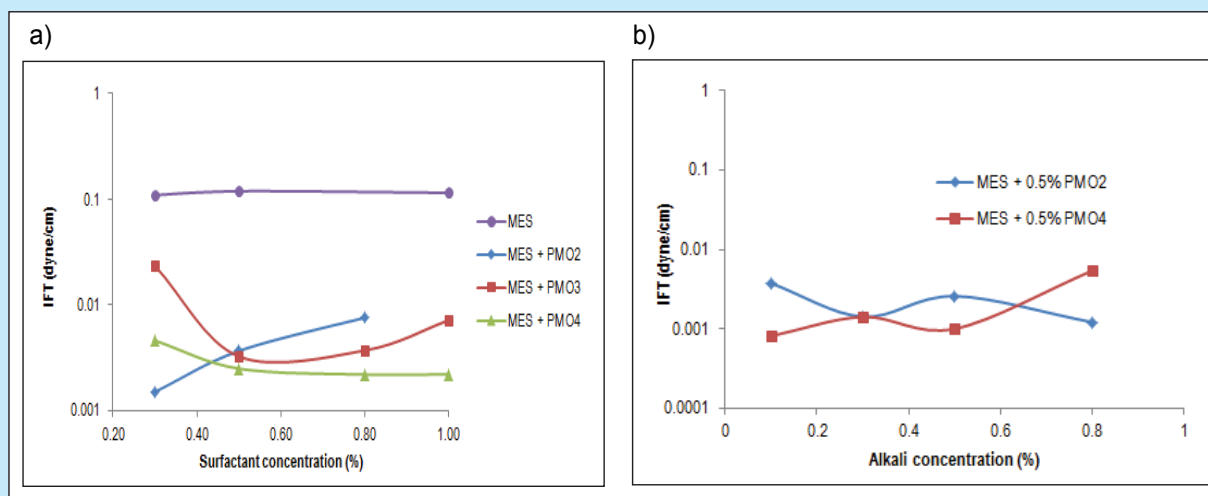 a)
1
0.1
0.01
0.001
0.20
0.40
0.60
0.80
1.00
IFT (dyne/cm)
Surfactant concentration (%)
MES
MES + PMO2
MES + PMO3
MES + PMO4
b)
1
0.1
0.01
0.001
0.0001
0
0.2
0.4
0.6
0.8
1
IFT (dyne/cm)
Alkali concentration (%)
MES + 0.5% PMO2
MES + 0.5% PMO4